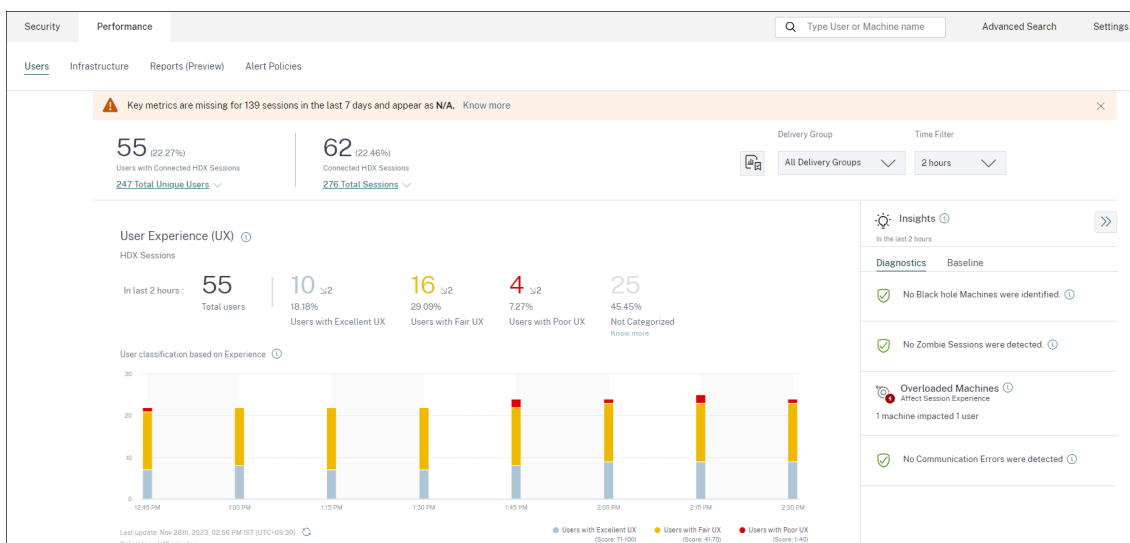 Security Performance Type User or Machine name Advanced Search Settings
Users Infrastructure Reports (Preview) Alert Policies
Key metrics are missing for 139 sessions in the last 7 days and appear as N/A. Know more
Delivery Group Time Filter
55 (22.27%) 62 (22.46%)
Users with Connected HDX Sessions Connected HDX Sessions
All Delivery Groups 2 hours
247 Total Unique Users 276 Total Sessions
Insights
In the last 2 hours
Diagnostics Baseline
No Black hole Machines were identified.
No Zombie Sessions were detected.
Overloaded Machines
Affect Session Experience
1 machine impacted 1 user
No Communication Errors were detected
User Experience (UX)
HDX Sessions
In last 2 hours : 55 10 2 16 2 4 2 25
Total users 18.18% 29.09% 7.27% 45.45%
Users with Excellent UX Users with Fair UX Users with Poor UX Not Categorized
Know more
User classification based on Experience
30
20
10
0
12:45 PM 1:00 PM 1:15 PM 1:30 PM 1:45 PM 2:00 PM 2:15 PM 2:30 PM
Last update: Nov 28th, 2023, 02:56 PM IST (UTC+05:30)
Users with Excellent UX Users with Fair UX Users with Poor UX
(Score: 71-100) (Score: 41-70) (Score: 1-40)